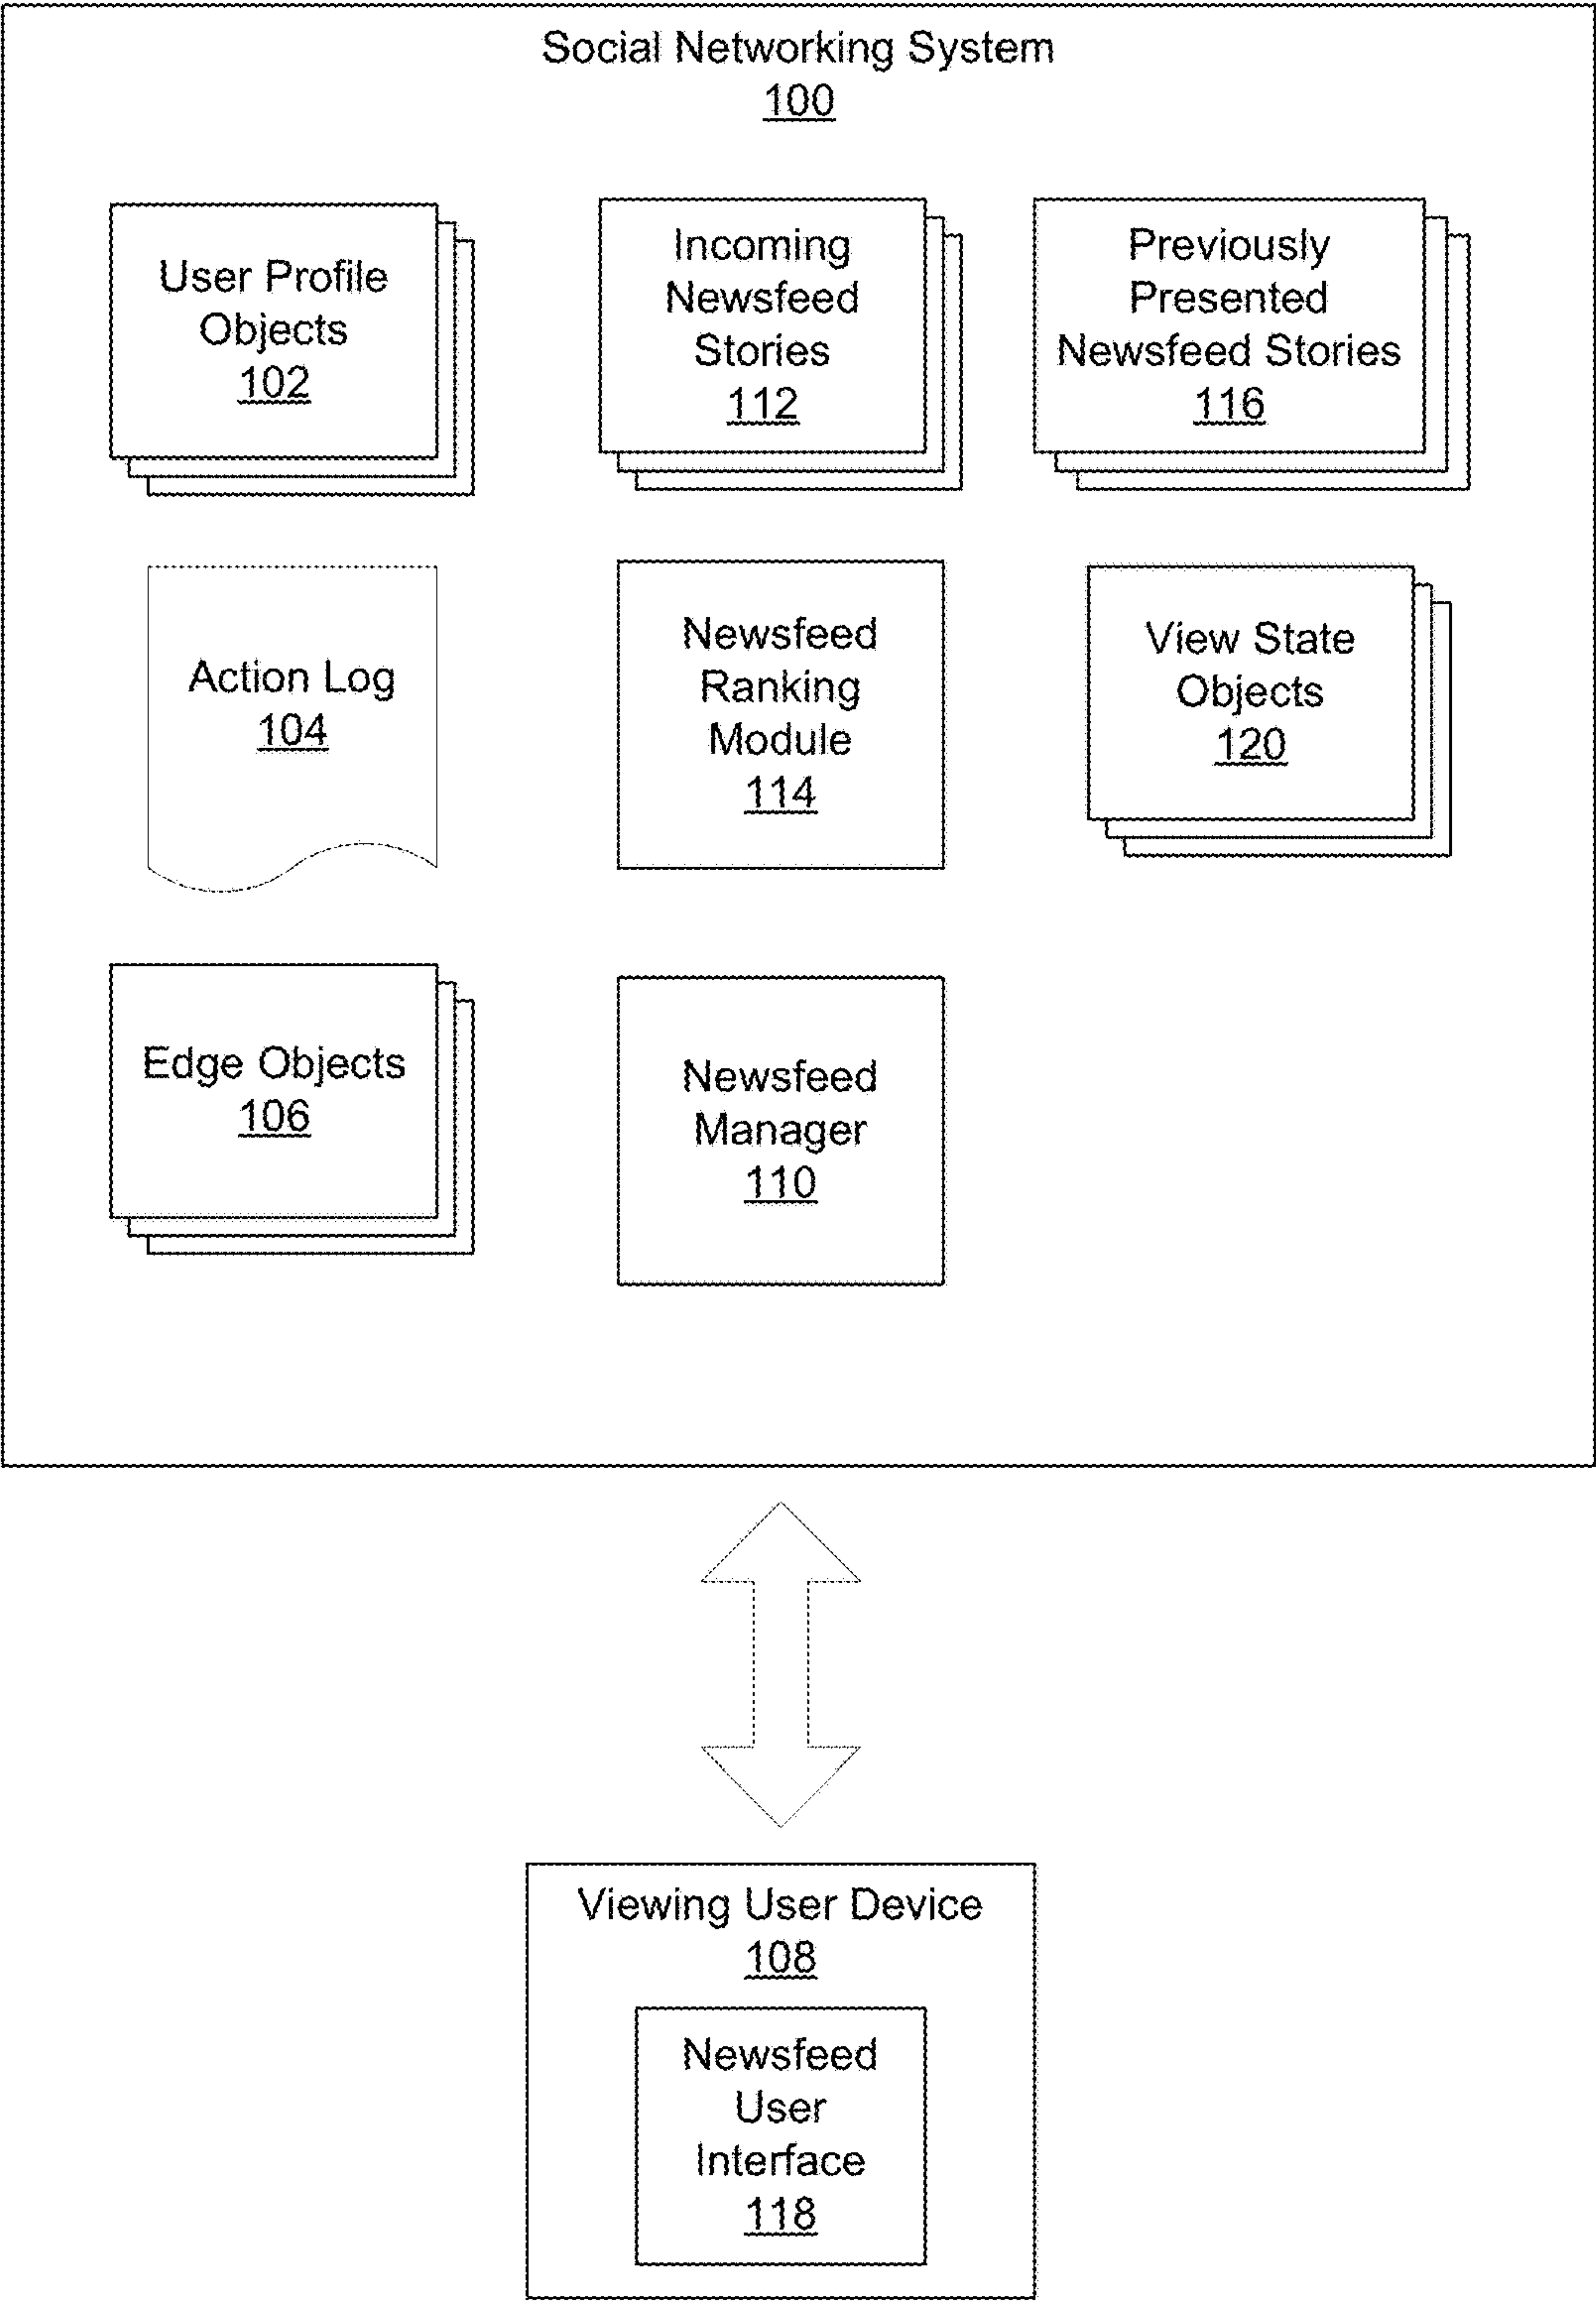 Social Networking System
100
User Profile
Objects
102
Incoming
Newsfeed
Stories
112
Previously
Presented
Newsfeed Stories
116
Action Log
104
Newsfeed
Ranking
Module
114
View State
Objects
120
Edge Objects
106
Newsfeed
Manager
110
Viewing User Device
108
Newsfeed
User
Interface
118